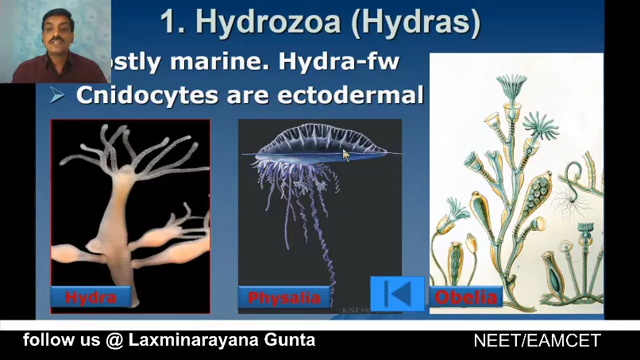 1. Hydrozoa (Hydras)
ostly marine. Hydra-fw
Cnidocytes are ectodermal
Hydra
Physalia
Obelia
follow us @ Laxminarayana Gunta
NEET/EAMCET